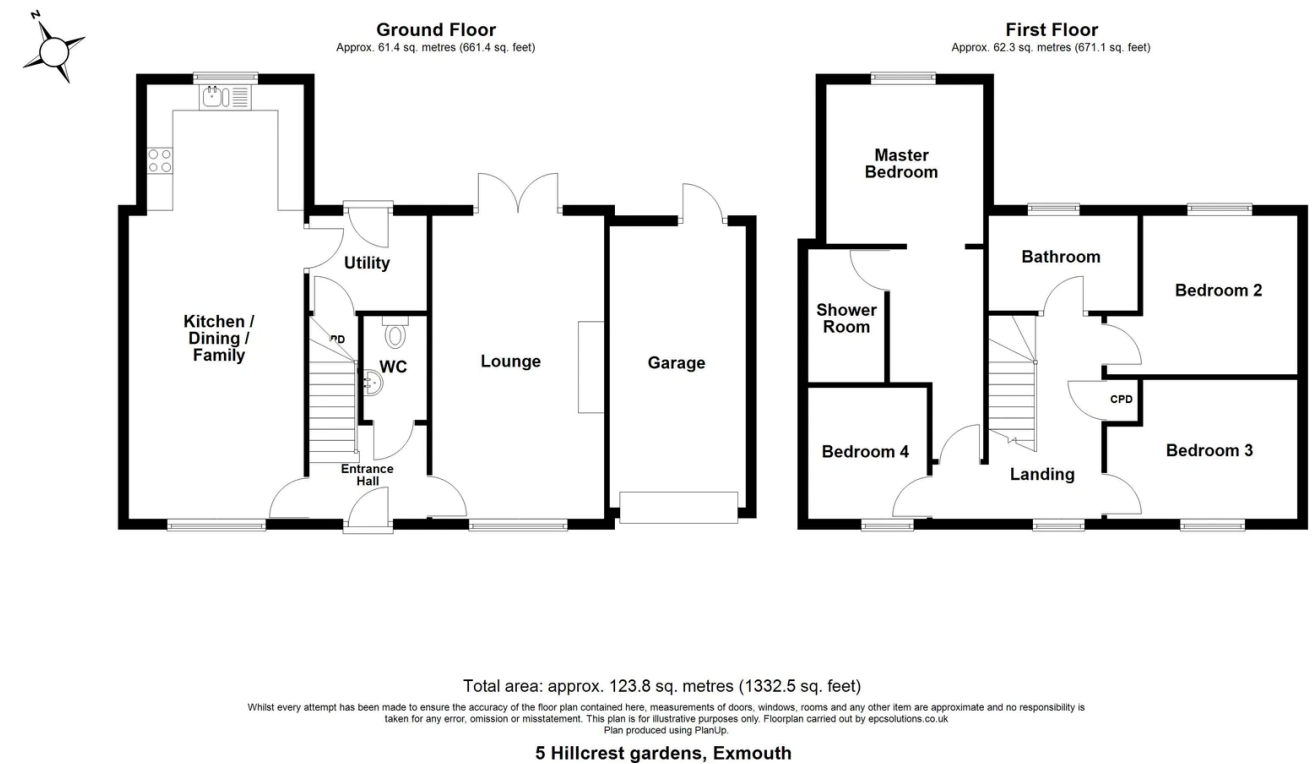 N
Ground Floor
Approx. 61.4 sq. metres (661.4 sq. feet)
First Floor
Approx. 62.3 sq. metres (671.1 sq. feet)
Utility
Kitchen /
Dining /
Family
WC
Lounge
Garage
Entrance
Hall
Master
Bedroom
Bathroom
Bedroom 2
Shower
Room
CPD
Bedroom 4
Bedroom 3
Landing
Total area: approx. 123.8 sq. metres (1332.5 sq. feet)
Whilst every attempt has been made to ensure the accuracy of the floor plan contained here, measurements of doors, windows, rooms and any other item are approximate and no responsibility is
taken for any error, omission or misstatement. This plan is for illustrative purposes only. Floorplan carried out by epcsolutions.co.uk
Plan produced using PlanUp.
5 Hillcrest gardens, Exmouth